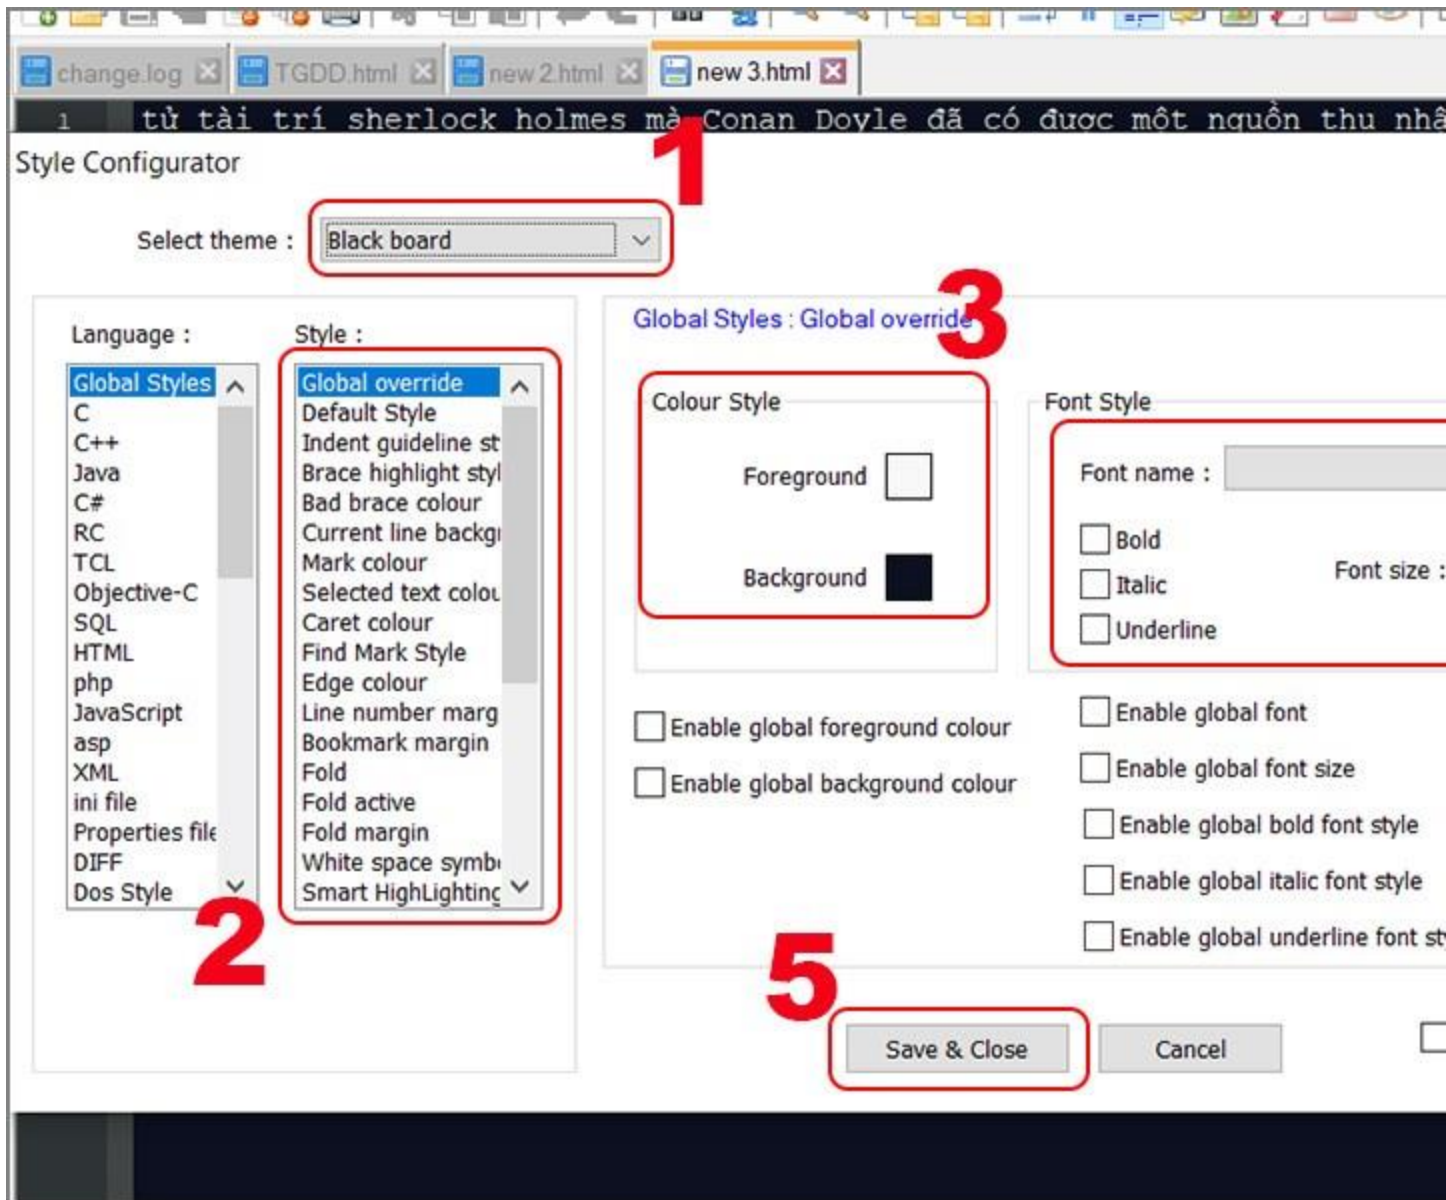 change.log TGDD.html new 2.html new 3.html
1 tử tài trí sherlock holmes mà Conan Doyle đã có được một nguồn thu nhâ
1
Style Configurator
Select theme : Black board
3
Global Styles : Global override
Language : Style :
Global Styles
C
C++
Java
C#
RC
TCL
Objective-C
SQL
HTML
php
JavaScript
asp
XML
ini file
Properties file
DIFF
Dos Style
2
Global override
Default Style
Indent guideline st
Brace highlight styl
Bad brace colour
Current line backgr
Mark colour
Selected text colou
Caret colour
Find Mark Style
Edge colour
Line number marg
Bookmark margin
Fold
Fold active
Fold margin
White space symb
Smart HighLighting
Colour Style
Foreground
Background
Font Style
Font name :
Bold
Italic
Underline
Font size :
Enable global foreground colour
Enable global background colour
Enable global font
Enable global font size
Enable global bold font style
Enable global italic font style
Enable global underline font sty
5
Save & Close Cancel